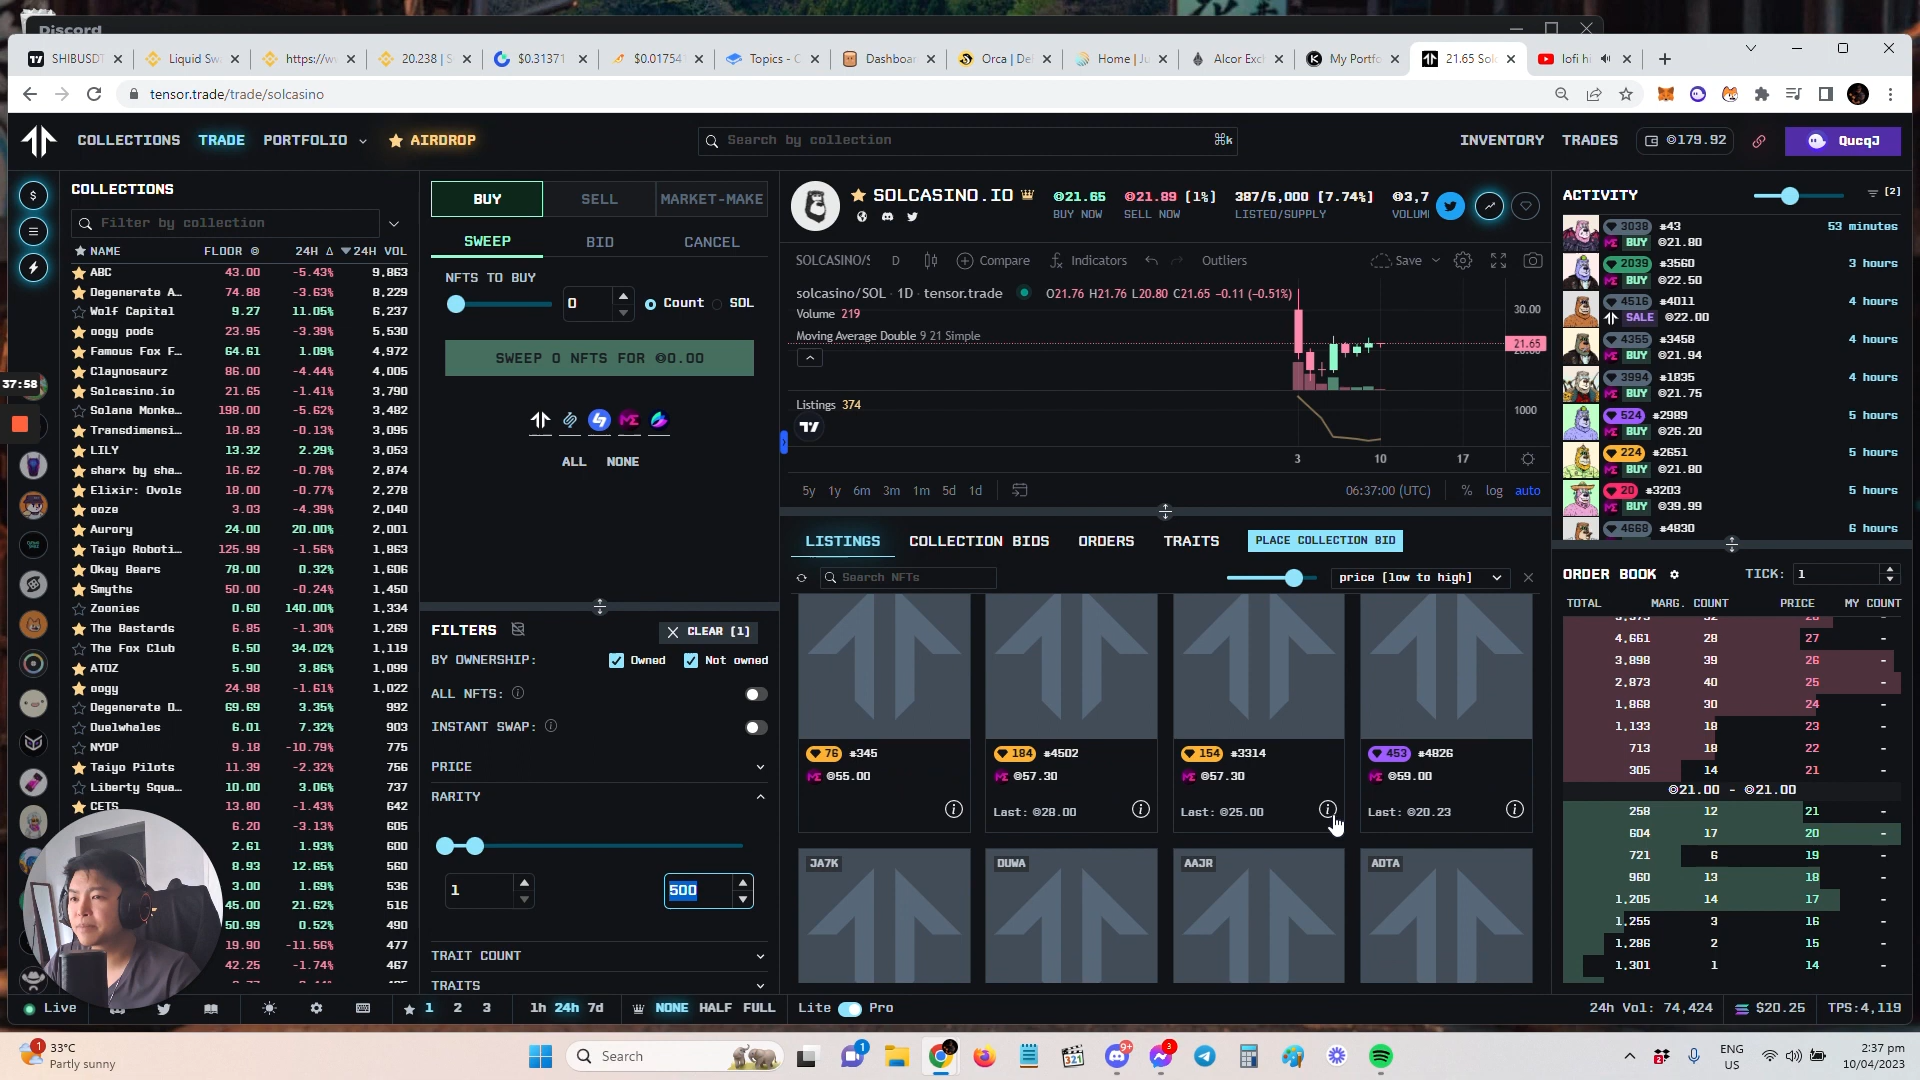 Discord
SHIBUSDT
Liquid Sw
https://w
20.238 | S
$0.31371
$0.01754
Topics - C
Dashboar
Orca | Del
Home | Ju
Alcor Exc
My Portfo
21.65 Solc
lofi hi
tensor.trade/trade/solcasino
COLLECTIONS TRADE PORTFOLIO AIRDROP
Search by collection ⌘k
INVENTORY TRADES ◎179.92 QucqJ
COLLECTIONS
Filter by collection
NAME FLOOR ◎ 24H Δ 24H VOL
ABC 43.00 -5.43% 9,863
Degenerate A… 74.88 -3.63% 8,229
Wolf Capital 9.27 11.05% 6,237
oogy pods 23.95 -3.39% 5,530
Famous Fox F… 64.61 1.09% 4,972
Claynosaurz 86.00 -4.44% 4,005
Solcasino.io 21.65 -1.41% 3,790
Solana Monke… 198.00 -5.62% 3,482
Transdimensi… 18.83 -0.13% 3,095
LILY 13.32 2.29% 3,053
sharx by sha… 16.62 -0.78% 2,874
Elixir: Ovols 18.00 -0.77% 2,278
ooze 3.03 -4.39% 2,040
Aurory 24.00 20.00% 2,001
Taiyo Roboti… 125.99 -1.56% 1,863
Okay Bears 78.00 0.32% 1,606
Smyths 50.00 -0.24% 1,450
Zoonies 0.60 140.00% 1,334
The Bastards 6.85 -1.30% 1,269
The Fox Club 6.50 34.02% 1,119
ATOZ 5.90 3.86% 1,099
oogy 24.98 -1.61% 1,022
Degenerate O… 69.69 3.35% 992
Duelwhales 6.01 7.32% 903
NYOP 9.18 -10.79% 775
Taiyo Pilots 11.39 -2.32% 756
Liberty Squa… 10.00 3.06% 737
CETS 13.80 -1.43% 642
6.20 -3.13% 605
2.61 1.93% 600
8.93 12.65% 560
3.00 1.69% 536
45.00 21.62% 516
50.99 0.52% 490
19.90 -11.56% 477
42.25 -1.74% 467
37:58
BUY SELL MARKET-MAKE
SWEEP BID CANCEL
NFTS TO BUY
0 Count SOL
SWEEP 0 NFTS FOR ◎0.00
ALL NONE
FILTERS CLEAR [1]
BY OWNERSHIP: Owned Not owned
ALL NFTS:
INSTANT SWAP:
PRICE
RARITY
1 500
TRAIT COUNT
TRAITS
SOLCASINO.IO
◎21.65 BUY NOW
◎21.89 [1%] SELL NOW
387/5,000 [7.74%] LISTED/SUPPLY
◎3,7 VOLUM
SOLCASINO/S D Compare Indicators Outliers Save
solcasino/SOL · 1D · tensor.trade O21.76 H21.76 L20.80 C21.65 -0.11 (-0.51%)
Volume 219
Moving Average Double 9 21 Simple
30.00
21.65
Listings 374
1000
3 10 17
5y 1y 6m 3m 1m 5d 1d 06:37:00 (UTC) % log auto
LISTINGS COLLECTION BIDS ORDERS TRAITS PLACE COLLECTION BID
Search NFTs price [low to high]
76 #345
ME ◎55.00
184 #4502
ME ◎57.30
Last: ◎28.00
154 #3314
ME ◎57.30
Last: ◎25.00
453 #4826
ME ◎59.00
Last: ◎20.23
JA7K DUWA AAJR AOTA
ACTIVITY [2]
3038 #43 53 minutes
ME BUY ◎21.80
2039 #3560 3 hours
ME BUY ◎22.50
4516 #4011 4 hours
SALE ◎22.00
4355 #3458 4 hours
ME BUY ◎21.94
3994 #1835 4 hours
ME BUY ◎21.75
524 #2989 5 hours
ME BUY ◎26.20
224 #2651 5 hours
ME BUY ◎21.80
20 #3203 5 hours
ME BUY ◎39.99
4668 #4830 6 hours
ORDER BOOK TICK: 1
TOTAL MARG. COUNT PRICE MY COUNT
4,661 28 27 -
3,898 39 26 -
2,873 40 25 -
1,868 30 24 -
1,133 18 23 -
713 18 22 -
305 14 21 -
◎21.00 - ◎21.00
258 12 21 -
604 17 20 -
721 6 19 -
960 13 18 -
1,205 14 17 -
1,255 3 16 -
1,286 2 15 -
1,301 1 14 -
Live 1 2 3 1h 24h 7d NONE HALF FULL Lite Pro
24h Vol: 74,424 $20.25 TPS:4,119
33°C
Partly sunny
Search
ENG
US
2:37 pm
10/04/2023